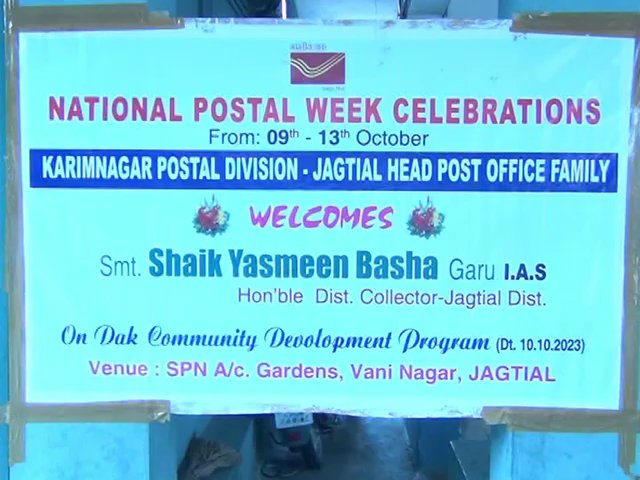 NATIONAL POSTAL WEEK CELEBRATIONS
From: 09th - 13th October
KARIMNAGAR POSTAL DIVISION - JAGTIAL HEAD POST OFFICE FAMILY
WELCOMES
Smt. Shaik Yasmeen Basha Garu I.A.S
Hon'ble Dist. Collector-Jagtial Dist.
On Dak Community Devolopment Program (Dt. 10.10.2023)
Venue : SPN A/c. Gardens, Vani Nagar, JAGTIAL